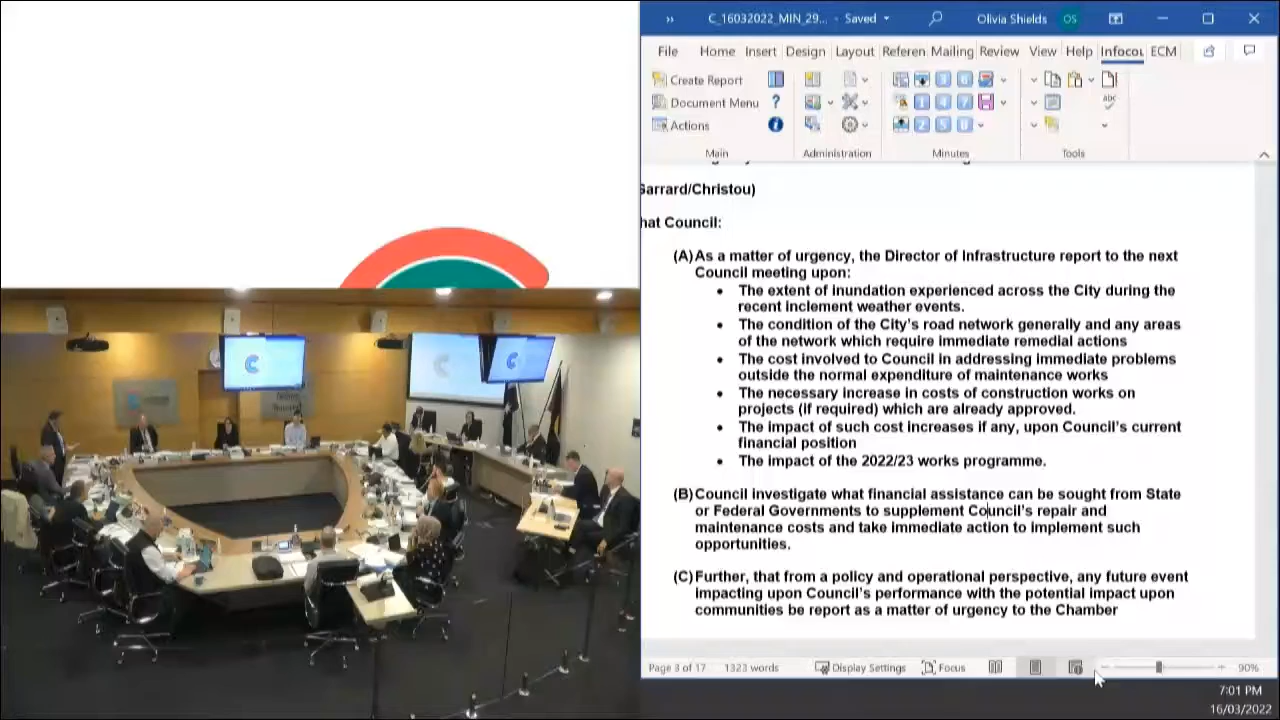 C_16032022_MIN_29... - Saved
Olivia Shields OS
File Home Insert Design Layout Referen Mailing Review View Help Infocou ECM
Create Report
Document Menu
Actions
Main Administration Minutes Tools
Garrard/Christou)
hat Council:
(A) As a matter of urgency, the Director of Infrastructure report to the next
Council meeting upon:
• The extent of inundation experienced across the City during the
recent inclement weather events.
• The condition of the City's road network generally and any areas
of the network which require immediate remedial actions
• The cost involved to Council in addressing immediate problems
outside the normal expenditure of maintenance works
• The necessary increase in costs of construction works on
projects (if required) which are already approved.
• The impact of such cost increases if any, upon Council's current
financial position
• The impact of the 2022/23 works programme.
(B) Council investigate what financial assistance can be sought from State
or Federal Governments to supplement Council's repair and
maintenance costs and take immediate action to implement such
opportunities.
(C) Further, that from a policy and operational perspective, any future event
impacting upon Council's performance with the potential impact upon
communities be report as a matter of urgency to the Chamber
Page 3 of 17 1323 words Display Settings Focus 90%
7:01 PM
16/03/2022